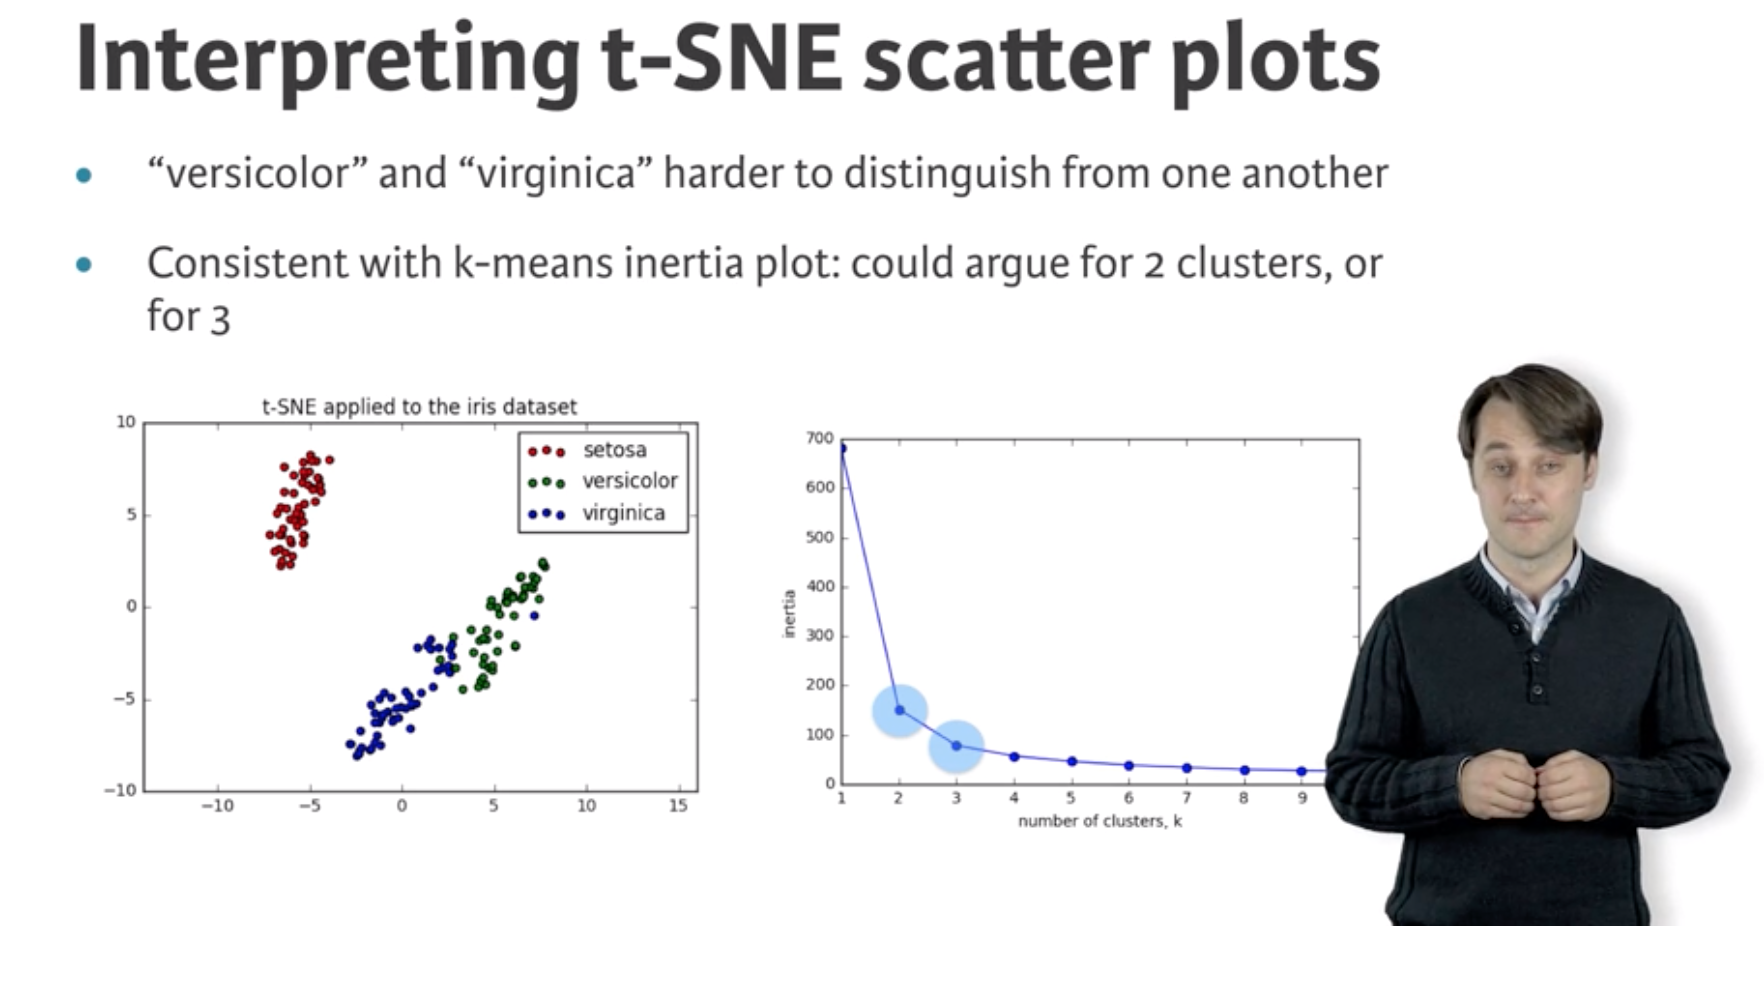 Interpreting t-SNE scatter plots
• “versicolor” and “virginica” harder to distinguish from one another
• Consistent with k-means inertia plot: could argue for 2 clusters, or
for 3
t-SNE applied to the iris dataset
10
5
0
−5
−10
−10 −5 0 5 10 15
setosa
versicolor
virginica
700
600
500
400
300
200
100
0
inertia
1 2 3 4 5 6 7 8 9
number of clusters, k